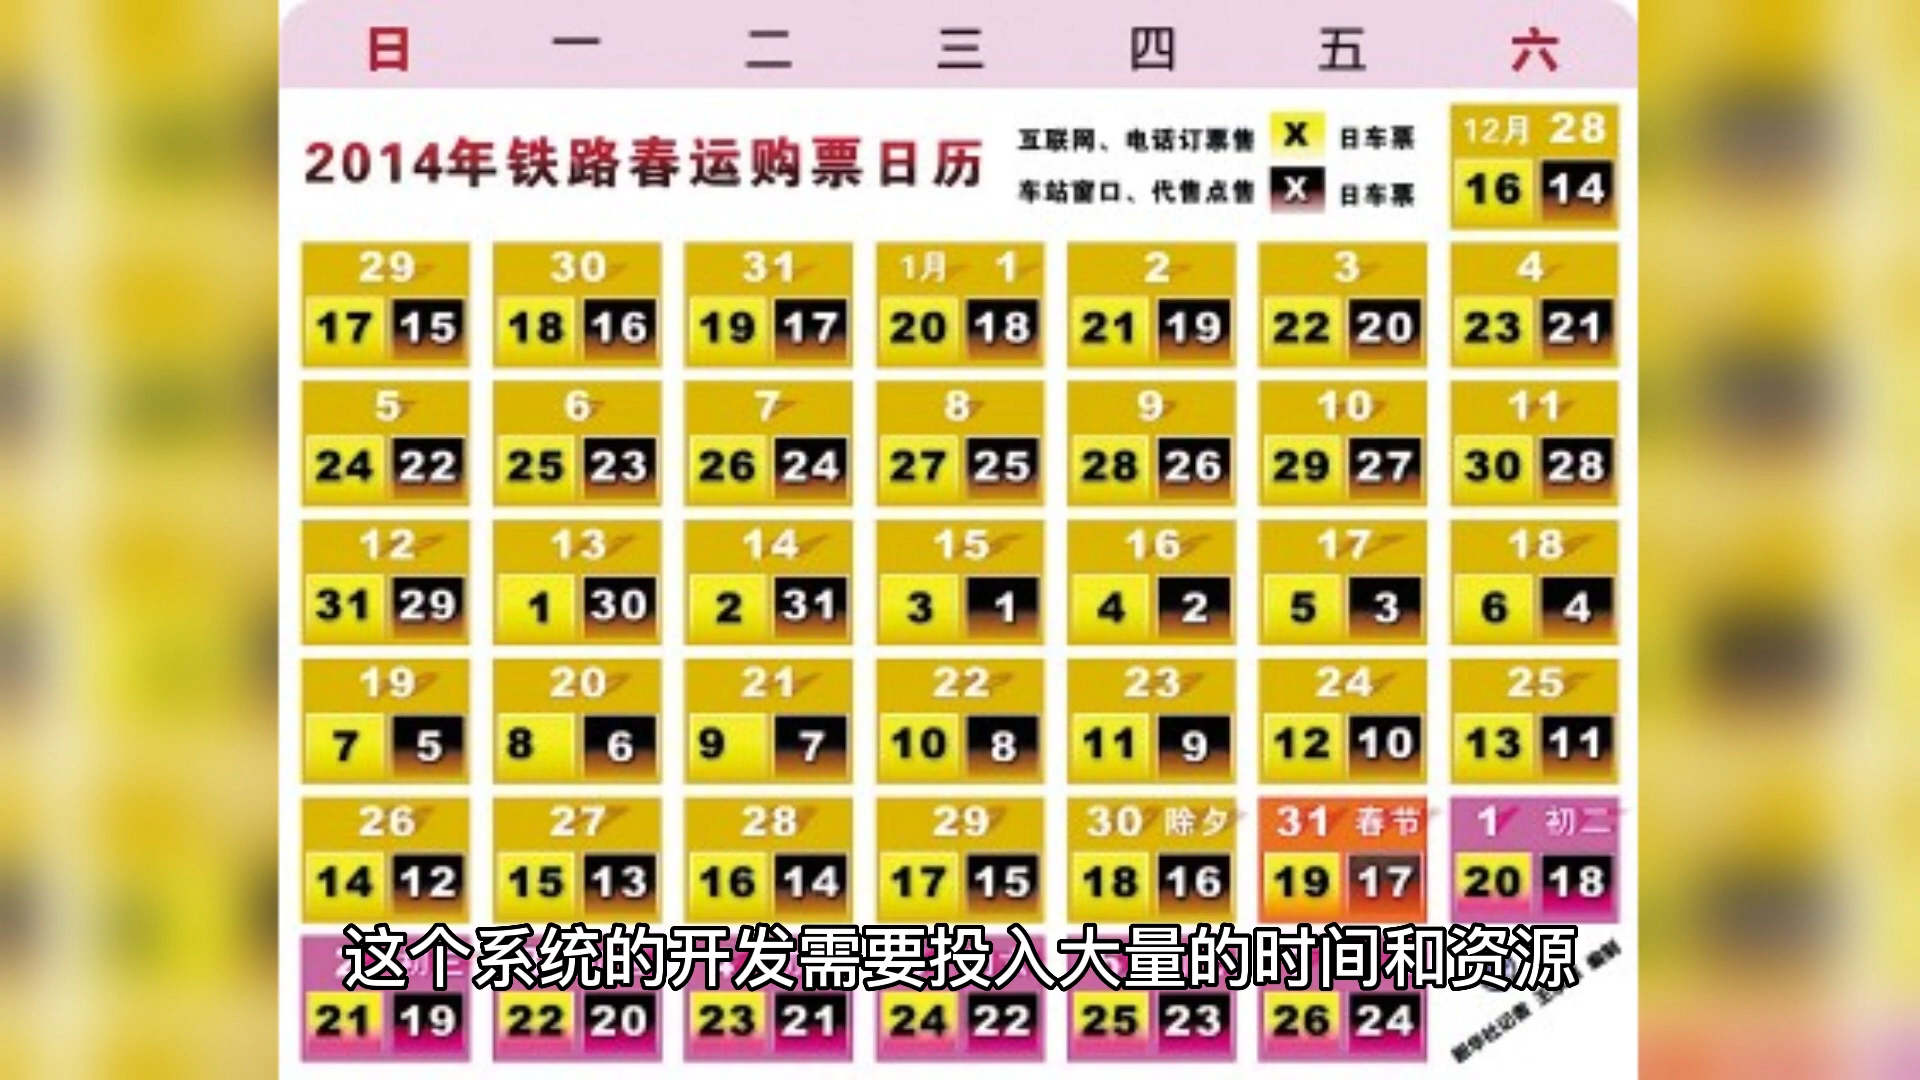 日 一 二 三 四 五 六
2014年铁路春运购票日历
互联网、电话订票售 X 日车票
车站窗口、代售点售 X 日车票
12月 28
16 14
29 30 31 1月 1 2 3 4
17 15 18 16 19 17 20 18 21 19 22 20 23 21
5 6 7 8 9 10 11
24 22 25 23 26 24 27 25 28 26 29 27 30 28
12 13 14 15 16 17 18
31 29 1 30 2 31 3 1 4 2 5 3 6 4
19 20 21 22 23 24 25
7 5 8 6 9 7 10 8 11 9 12 10 13 11
26 27 28 29 30 除夕 31 春节 1 初二
14 12 15 13 16 14 17 15 18 16 19 17 20 18
这个系统的开发需要投入大量的时间和资源
21 19 22 20 23 21 24 22 25 23 26 24
新华社记者 编制